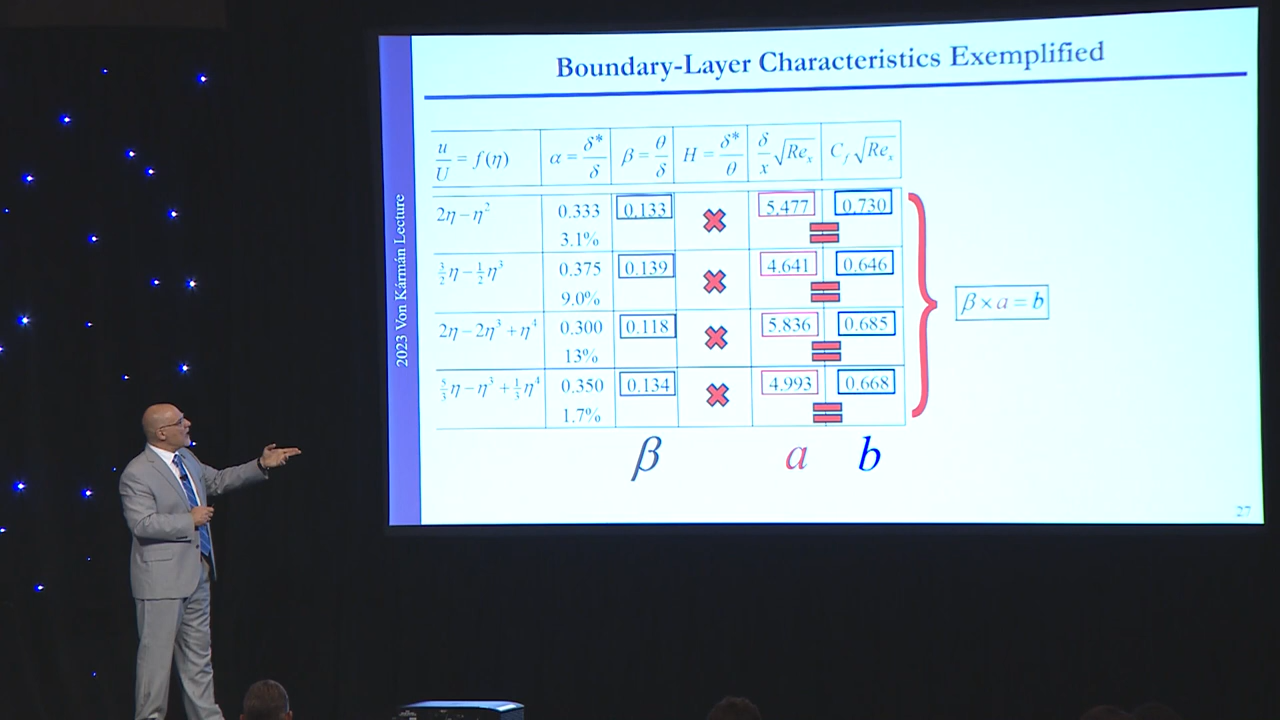 Boundary-Layer Characteristics Exemplified
2023 Von Kármán Lecture
u/U = f(η) α = δ*/δ β = θ/δ H = δ*/θ δ/x √Reₓ C_f √Reₓ
2η − η² 0.333 0.133 ✖ 5.477 0.730
3.1% =
3/2 η − 1/2 η³ 0.375 0.139 ✖ 4.641 0.646
9.0% =
2η − 2η³ + η⁴ 0.300 0.118 ✖ 5.836 0.685
13% =
5/3 η − η³ + 1/3 η⁴ 0.350 0.134 ✖ 4.993 0.668
1.7% =
β × a = b
β a b
27